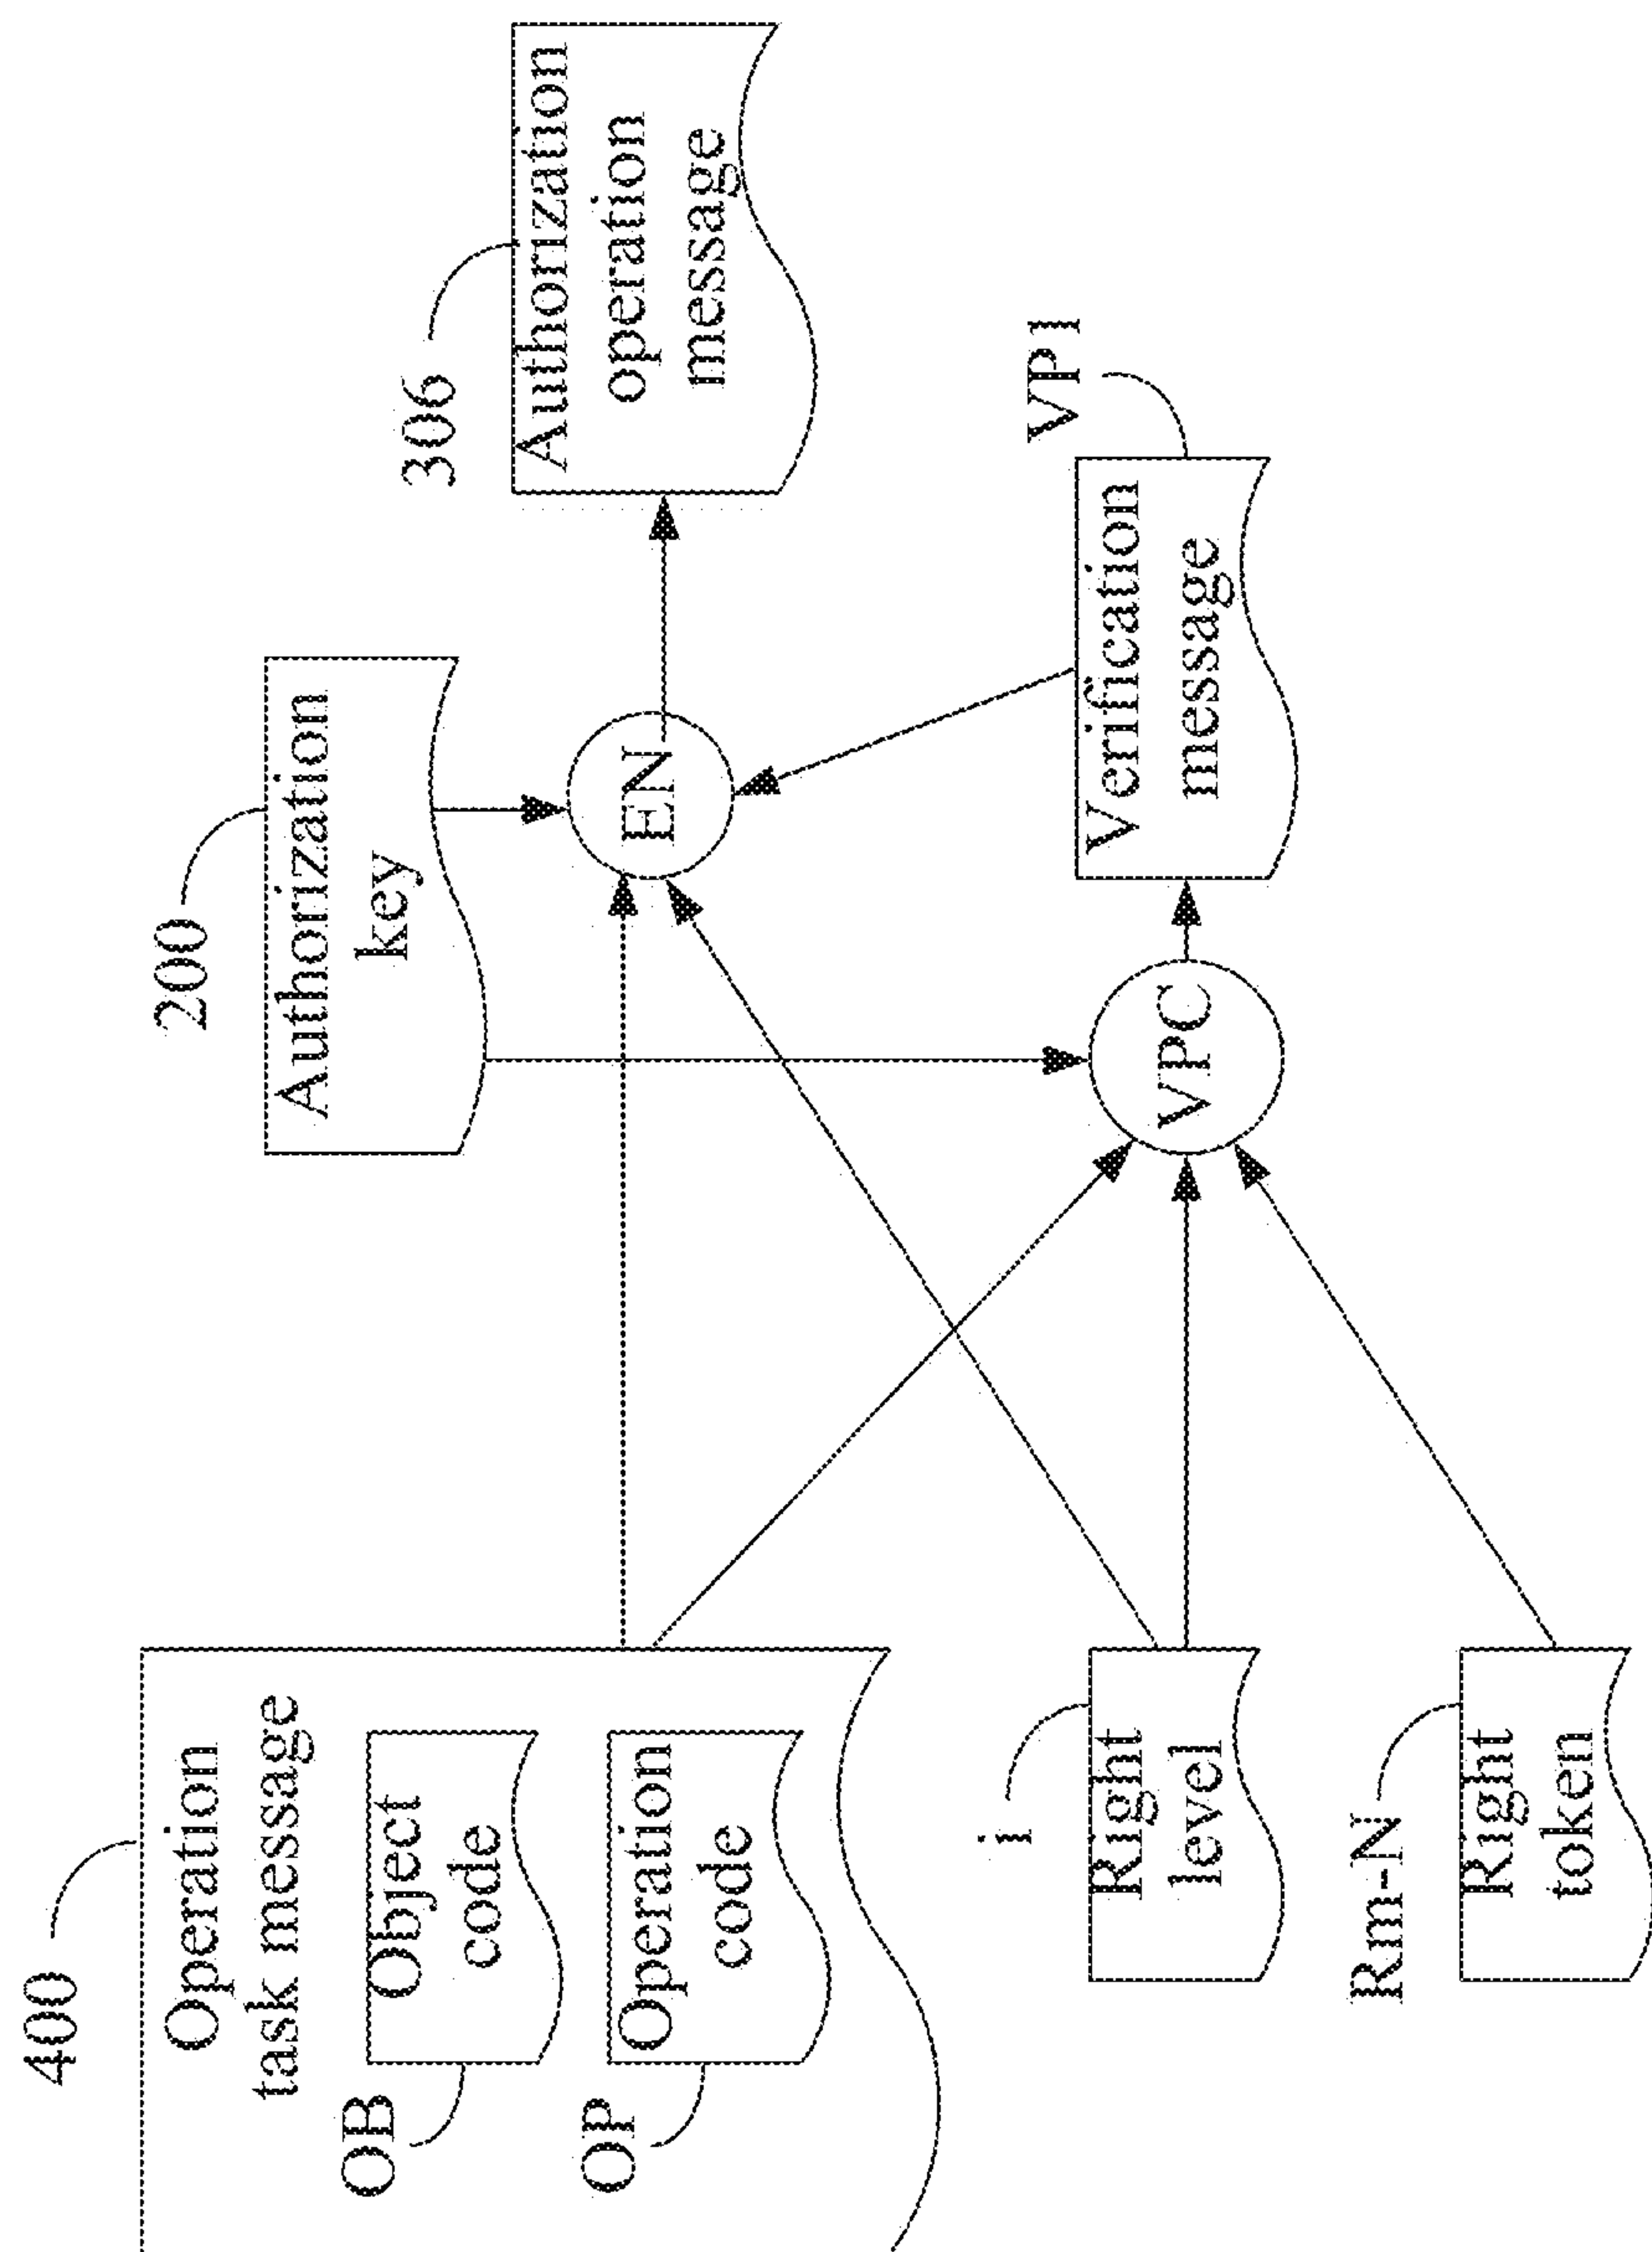 400
Operation
task message
OB
Object
code
OP
Operation
code
i
Right
level
Rm-N
Right
token
200
Authorization
key
EN
VPC
306
Authorization
operation
message
VP1
Verification
message